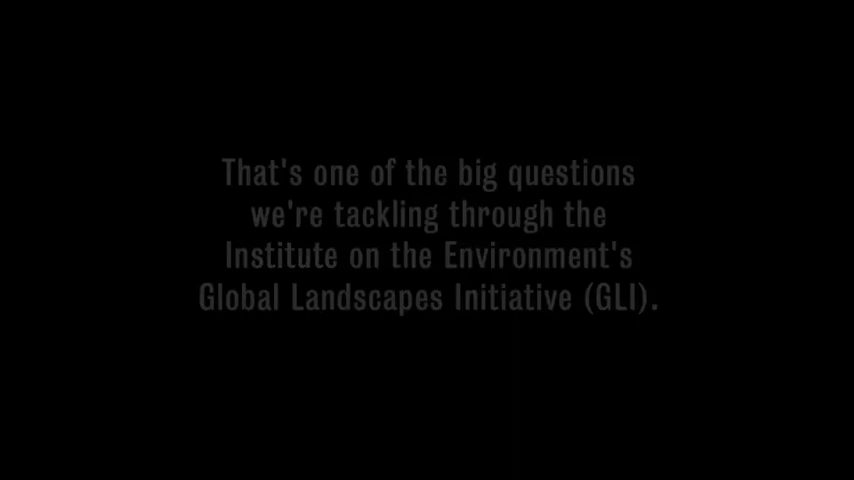 That's one of the big questions
we're tackling through the
Institute on the Environment's
Global Landscapes Initiative (GLI).